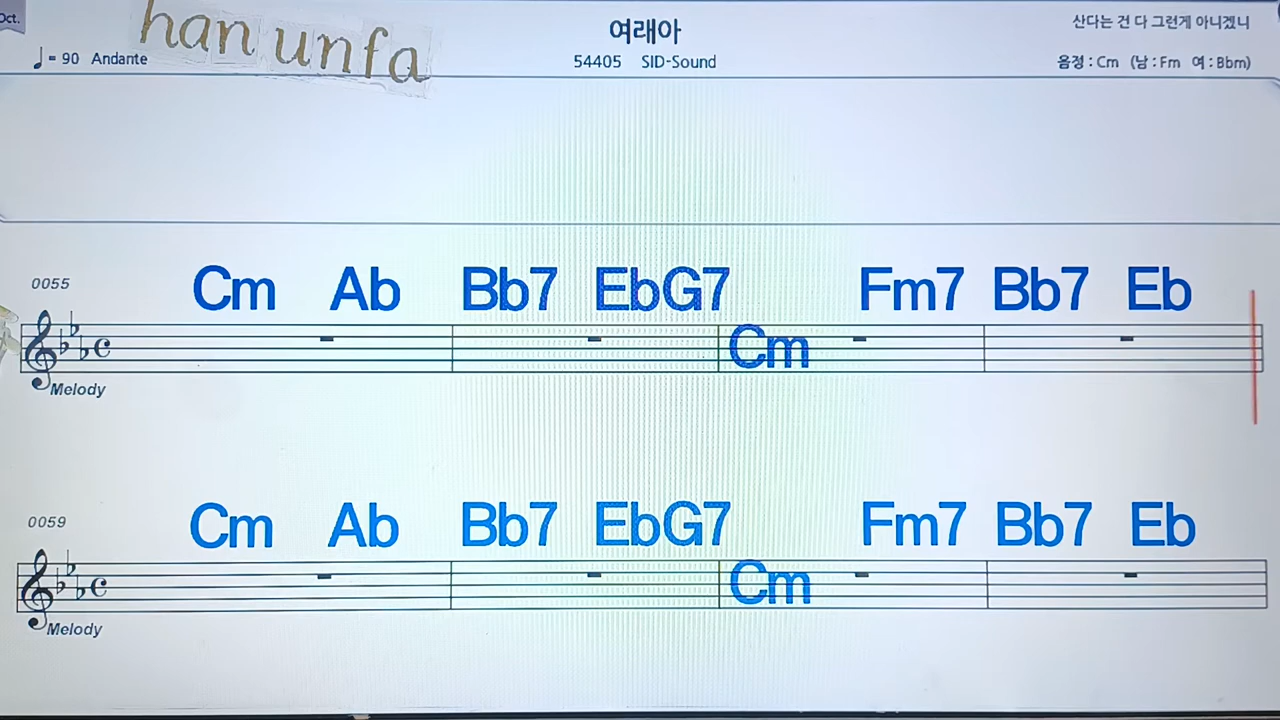 Oct.
han unfa
여래아
산다는 건 다 그런게 아니겠니
♩= 90 Andante
54405 SID-Sound
음정 : Cm (남 : Fm 여 : Bbm)
0055
Cm Ab Bb7 EbG7 Fm7 Bb7 Eb
Cm
Melody
0059
Cm Ab Bb7 EbG7 Fm7 Bb7 Eb
Cm
Melody